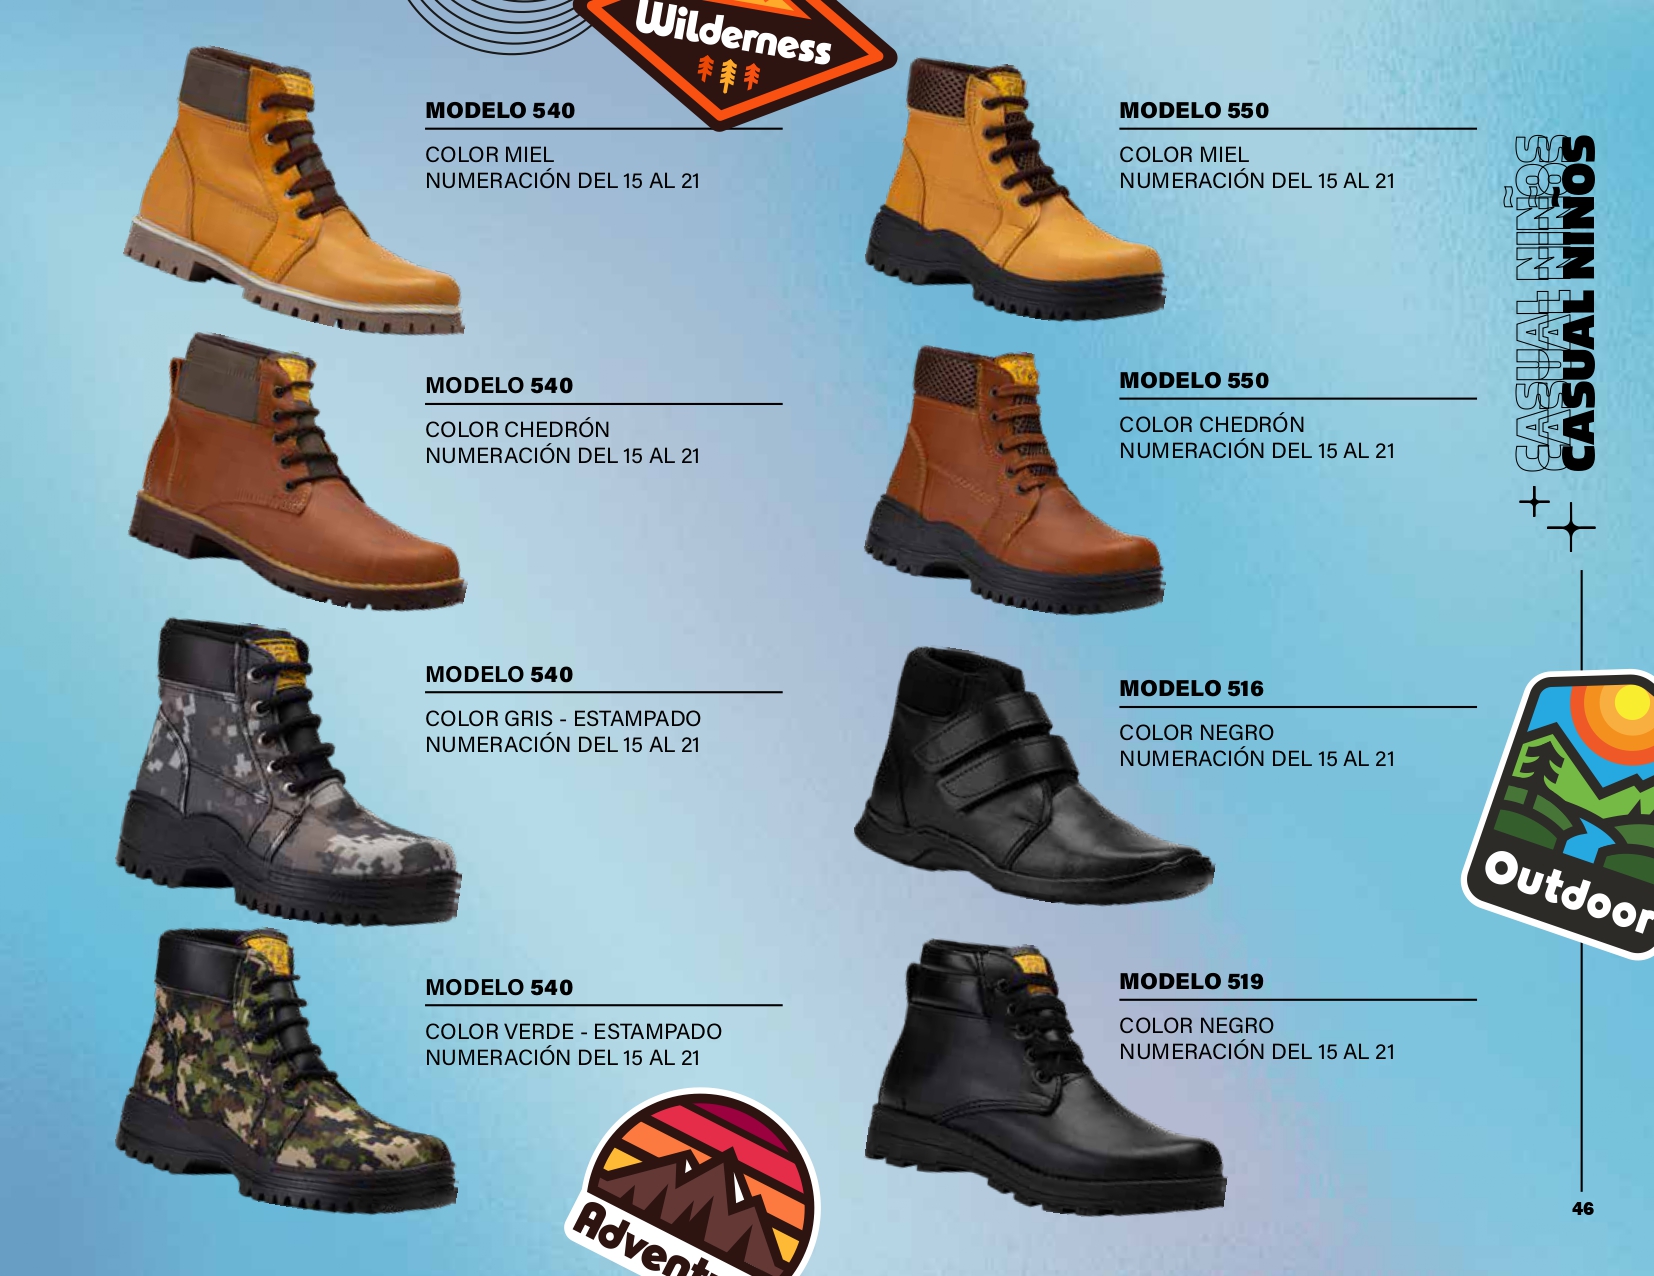 Wilderness
MODELO 540
COLOR MIEL
NUMERACIÓN DEL 15 AL 21
MODELO 540
COLOR CHEDRÓN
NUMERACIÓN DEL 15 AL 21
MODELO 540
COLOR GRIS - ESTAMPADO
NUMERACIÓN DEL 15 AL 21
MODELO 540
COLOR VERDE - ESTAMPADO
NUMERACIÓN DEL 15 AL 21
MODELO 550
COLOR MIEL
NUMERACIÓN DEL 15 AL 21
MODELO 550
COLOR CHEDRÓN
NUMERACIÓN DEL 15 AL 21
MODELO 516
COLOR NEGRO
NUMERACIÓN DEL 15 AL 21
MODELO 519
COLOR NEGRO
NUMERACIÓN DEL 15 AL 21
CASUAL NIÑOS
CASUAL NIÑOS
CASUAL NIÑOS
Outdoor
Advent
46